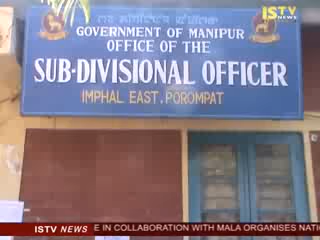 ISTV
NEWS
GOVERNMENT OF MANIPUR
OFFICE OF THE
SUB-DIVISIONAL OFFICER
IMPHAL EAST, POROMPAT
ISTV NEWS E IN COLLABORATION WITH MALA ORGANISES NATI